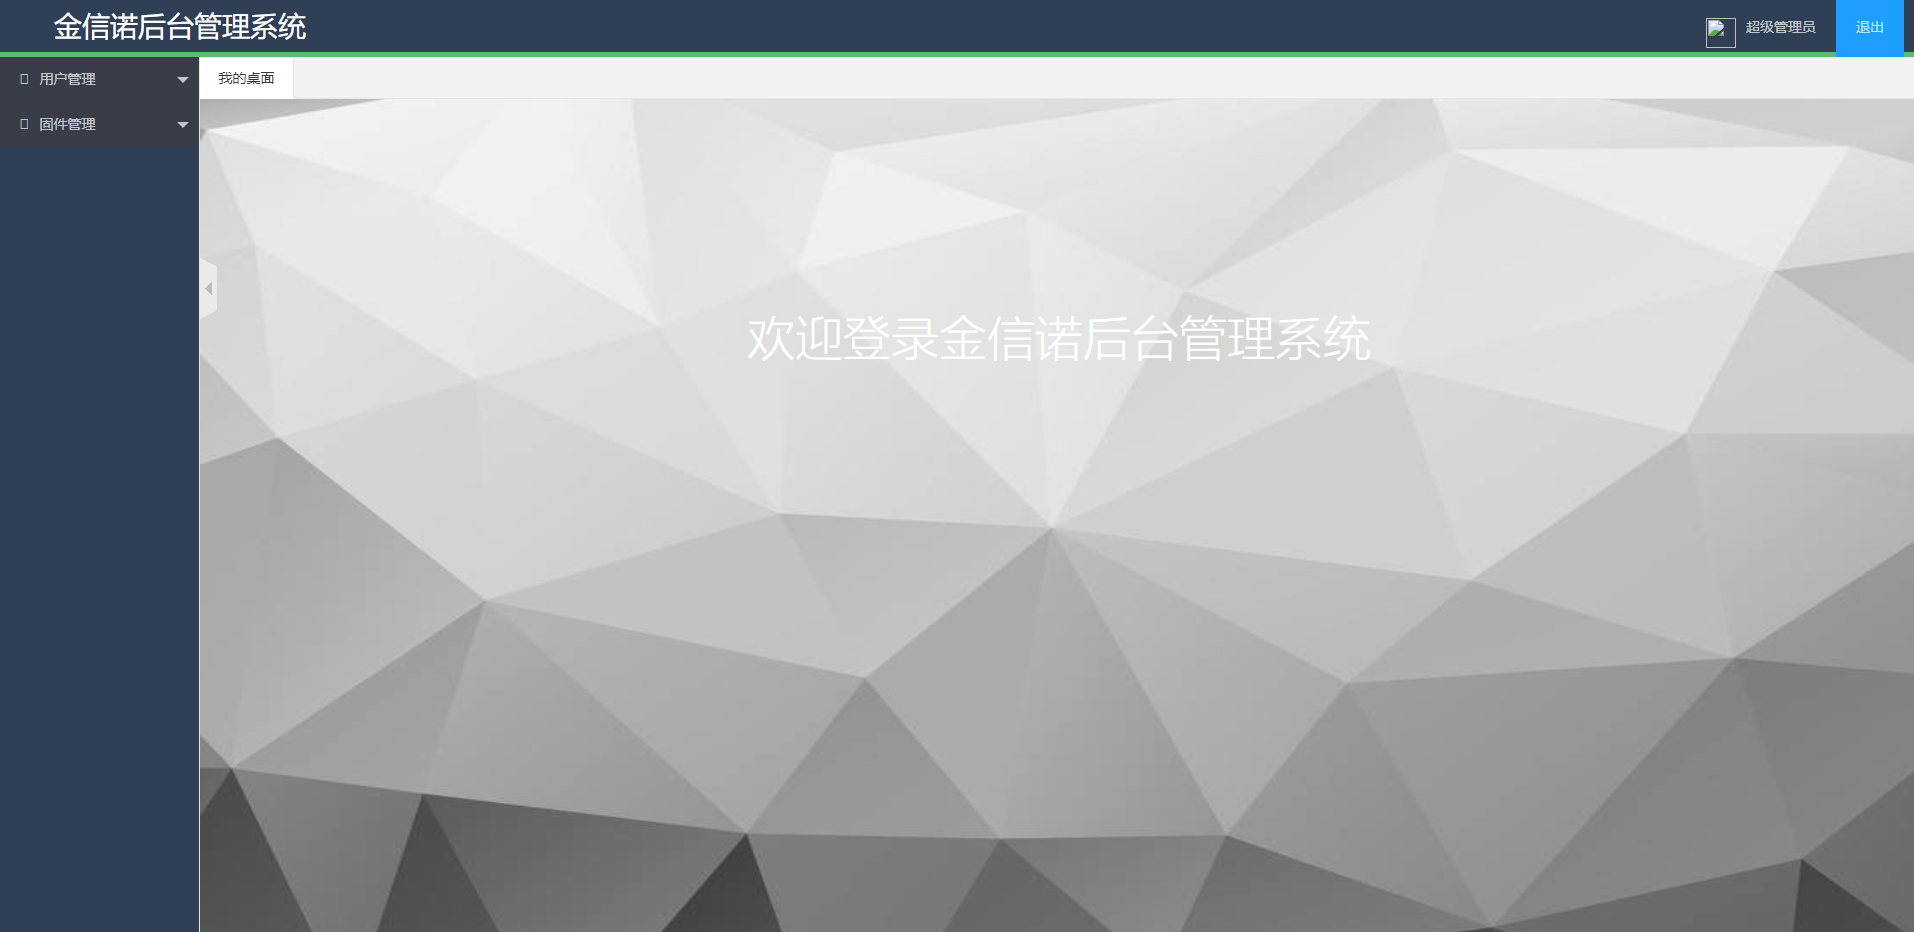 金信诺后台管理系统
超级管理员
退出
用户管理
固件管理
我的桌面
欢迎登录金信诺后台管理系统